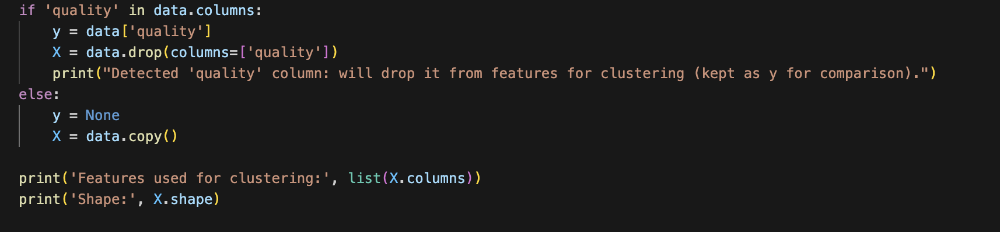 if 'quality' in data.columns:
    y = data['quality']
    X = data.drop(columns=['quality'])
    print("Detected 'quality' column: will drop it from features for clustering (kept as y for comparison).")
else:
    y = None
    X = data.copy()

print('Features used for clustering:', list(X.columns))
print('Shape:', X.shape)